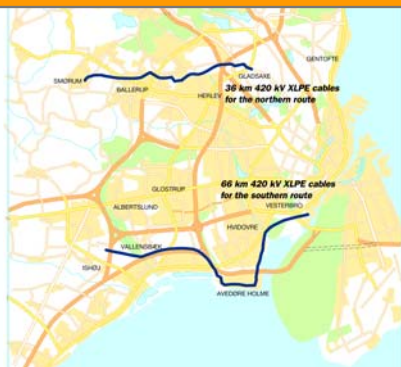 GENTOFTE
SMØRUM
GLADSAXE
BALLERUP
HERLEV
36 km 420 kV XLPE cables
for the northern route
66 km 420 kV XLPE cables
for the southern route
GLOSTRUP
ALBERTSLUND
VESTERBRO
HVIDOVRE
VALLENSBÆK
ISHØJ
AVEDØRE HOLME